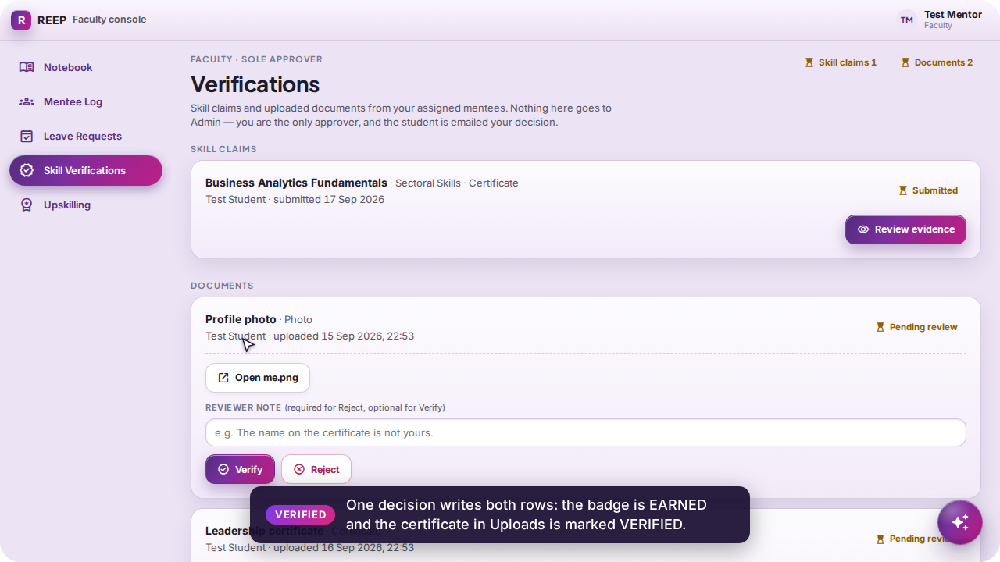 R REEP Faculty console
TM Test Mentor
Faculty
Notebook
Mentee Log
Leave Requests
Skill Verifications
Upskilling
FACULTY · SOLE APPROVER
Skill claims 1
Documents 2
Verifications
Skill claims and uploaded documents from your assigned mentees. Nothing here goes to
Admin — you are the only approver, and the student is emailed your decision.
SKILL CLAIMS
Business Analytics Fundamentals · Sectoral Skills · Certificate
Test Student · submitted 17 Sep 2026
Submitted
Review evidence
DOCUMENTS
Profile photo · Photo
Test Student · uploaded 15 Sep 2026, 22:53
Pending review
Open me.png
REVIEWER NOTE (required for Reject, optional for Verify)
e.g. The name on the certificate is not yours.
Verify
Reject
VERIFIED
One decision writes both rows: the badge is EARNED
and the certificate in Uploads is marked VERIFIED.
Leadership certificate · Certificate
Test Student · uploaded 16 Sep 2026, 22:53
Pending